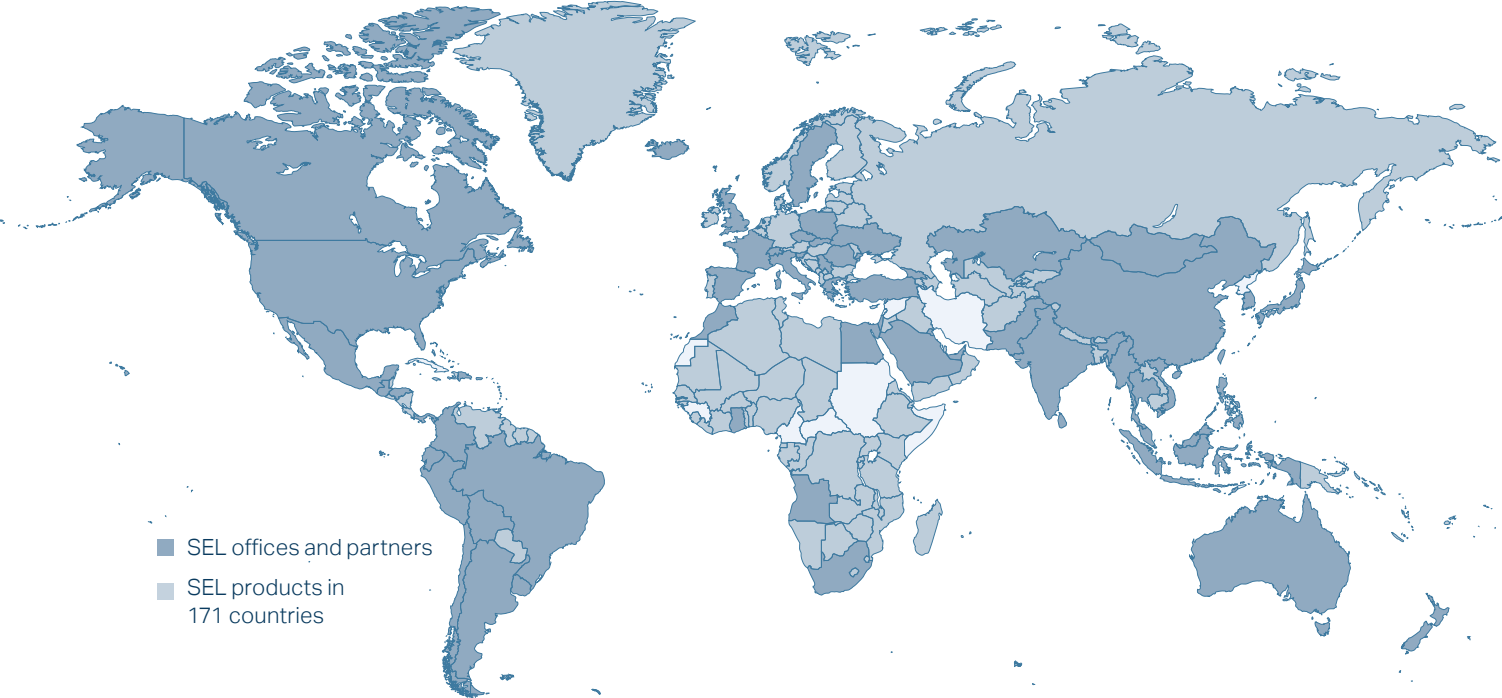 SEL offices and partners
SEL products in
171 countries